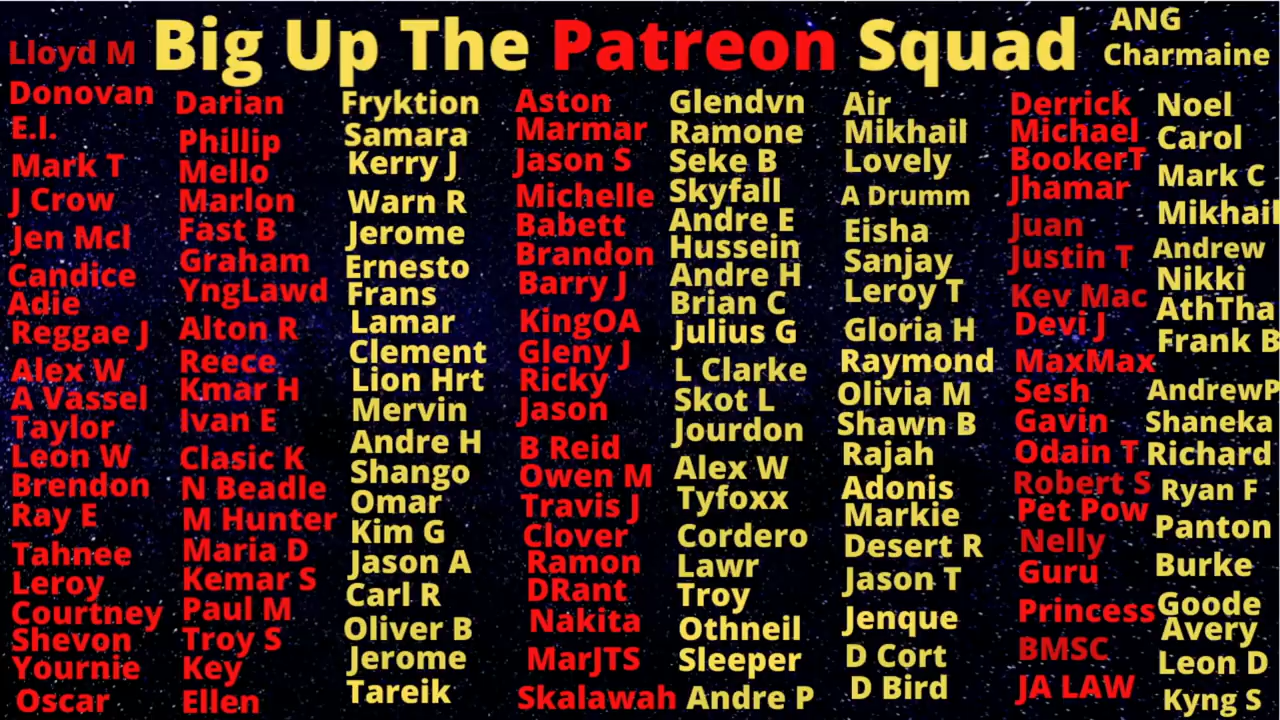 Big Up The Patreon Squad
ANG
Charmaine
Lloyd M
Donovan
E.I.
Mark T
J Crow
Jen Mcl
Candice
Adie
Reggae J
Alex W
A Vassel
Taylor
Leon W
Brendon
Ray E
Tahnee
Leroy
Courtney
Shevon
Yournie
Oscar
Darian
Phillip
Mello
Marlon
Fast B
Graham
YngLawd
Alton R
Reece
Kmar H
Ivan E
Clasic K
N Beadle
M Hunter
Maria D
Kemar S
Paul M
Troy S
Key
Ellen
Fryktion
Samara
Kerry J
Warn R
Jerome
Ernesto
Frans
Lamar
Clement
Lion Hrt
Mervin
Andre H
Shango
Omar
Kim G
Jason A
Carl R
Oliver B
Jerome
Tareik
Aston
Marmar
Jason S
Michelle
Babett
Brandon
Barry J
KingOA
Gleny J
Ricky
Jason
B Reid
Owen M
Travis J
Clover
Ramon
DRant
Nakita
MarJTS
Skalawah
Glendvn
Ramone
Seke B
Skyfall
Andre E
Hussein
Andre H
Brian C
Julius G
L Clarke
Skot L
Jourdon
Alex W
Tyfoxx
Cordero
Lawr
Troy
Othneil
Sleeper
Andre P
Air
Mikhail
Lovely
A Drumm
Eisha
Sanjay
Leroy T
Gloria H
Raymond
Olivia M
Shawn B
Rajah
Adonis
Markie
Desert R
Jason T
Jenque
D Cort
D Bird
Derrick
Michael
BookerT
Jhamar
Juan
Justin T
Kev Mac
Devi J
MaxMax
Sesh
Gavin
Odain T
Robert S
Pet Pow
Nelly
Guru
Princess
BMSC
JA LAW
Noel
Carol
Mark C
Mikhail
Andrew
Nikki
AthTha
Frank B
AndrewP
Shaneka
Richard
Ryan F
Panton
Burke
Goode
Avery
Leon D
Kyng S